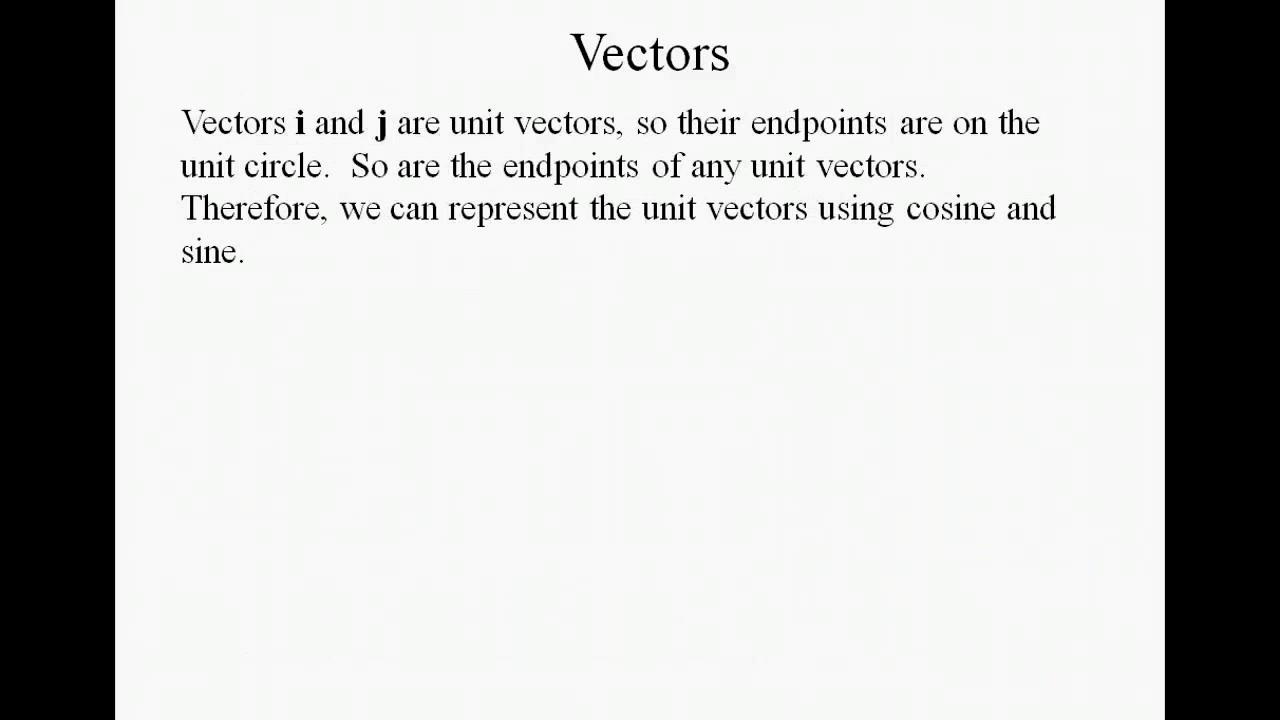 Vectors
Vectors i and j are unit vectors, so their endpoints are on the
unit circle.  So are the endpoints of any unit vectors.
Therefore, we can represent the unit vectors using cosine and
sine.